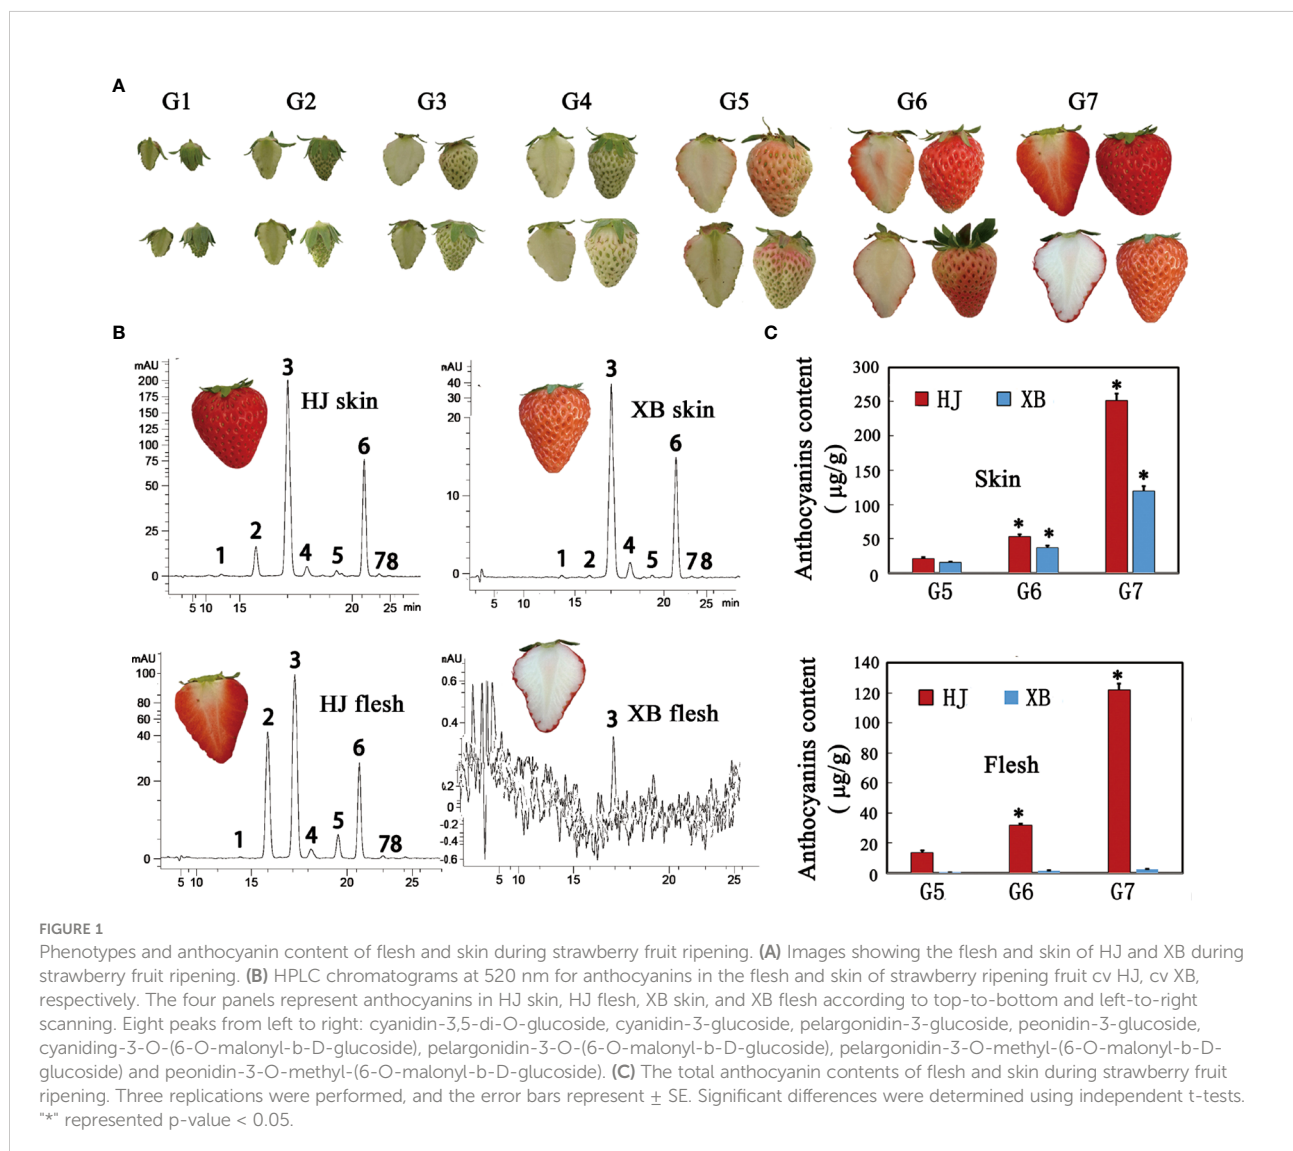 A
G1 G2 G3 G4 G5 G6 G7
B
mAU
200
175
150
125
100
75
50
25
0
3
HJ skin
6
2
1 4 5 78
5 10 15 20 25 min
nAU
40
30
20
10
0
3
XB skin
6
1 2 4 5 7 8
5 10 15 20 25 min
mAU
100
80
60
40
20
0
3
HJ flesh
2
6
1 4 5 78
5 10 15 20 25
nAU
0.6
0.4
0.2
0
-0.2
-0.4
-0.6
3
XB flesh
5 10 15 20 25
C
Anthocyanins content
( μg/g)
300
250
200
150
100
50
0
HJ XB
Skin
*
*
* *
G5 G6 G7
Anthocyanins content
( μg/g)
140
120
100
80
60
40
20
0
HJ XB
Flesh
*
*
G5 G6 G7
FIGURE 1
Phenotypes and anthocyanin content of flesh and skin during strawberry fruit ripening. (A) Images showing the flesh and skin of HJ and XB during
strawberry fruit ripening. (B) HPLC chromatograms at 520 nm for anthocyanins in the flesh and skin of strawberry ripening fruit cv HJ, cv XB,
respectively. The four panels represent anthocyanins in HJ skin, HJ flesh, XB skin, and XB flesh according to top-to-bottom and left-to-right
scanning. Eight peaks from left to right: cyanidin-3,5-di-O-glucoside, cyanidin-3-glucoside, pelargonidin-3-glucoside, peonidin-3-glucoside,
cyaniding-3-O-(6-O-malonyl-b-D-glucoside), pelargonidin-3-O-(6-O-malonyl-b-D-glucoside), pelargonidin-3-O-methyl-(6-O-malonyl-b-D-
glucoside) and peonidin-3-O-methyl-(6-O-malonyl-b-D-glucoside). (C) The total anthocyanin contents of flesh and skin during strawberry fruit
ripening. Three replications were performed, and the error bars represent ± SE. Significant differences were determined using independent t-tests.
"*" represented p-value < 0.05.